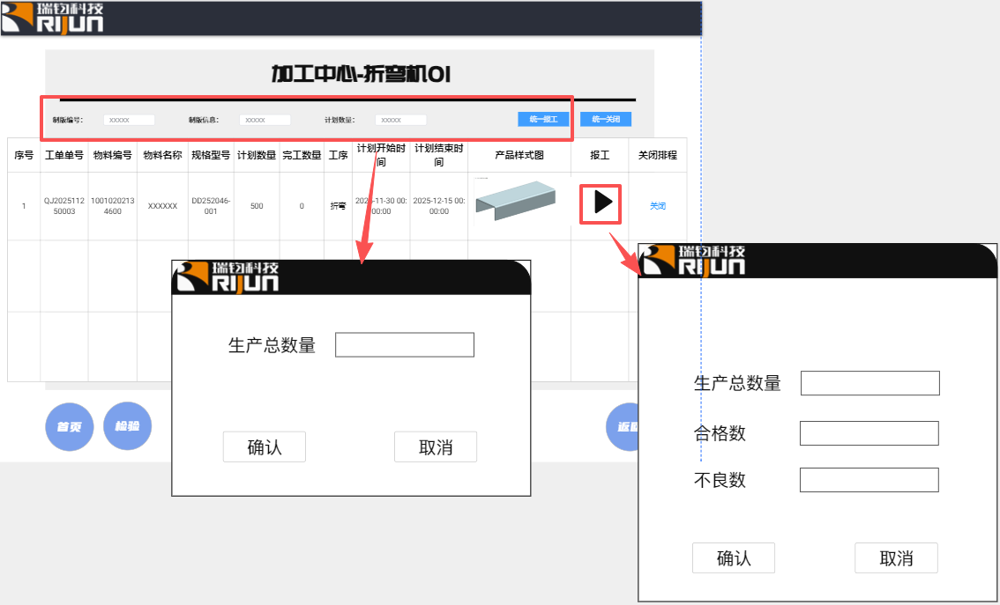 瑞钧科技
RIJUN
加工中心-折弯机01
制版编号：
xxxxx
制版信息：
xxxxx
计划数量：
xxxxx
统一报工
统一关闭
序号
工单单号
物料编号
物料名称
规格型号
计划数量
完工数量
工序
计划开始时
间
计划结束时
间
产品样式图
报工
关闭排程
1
QJ2025112
50003
1001020213
4600
XXXXXX
DD252046-
001
500
0
折弯
2025-11-30 00:
00:00
2025-12-15 00:
00:00
关闭
瑞钧科技
RIJUN
生产总数量
确认
取消
瑞钧科技
RIJUN
生产总数量
合格数
不良数
确认
取消
首页
检验
返回